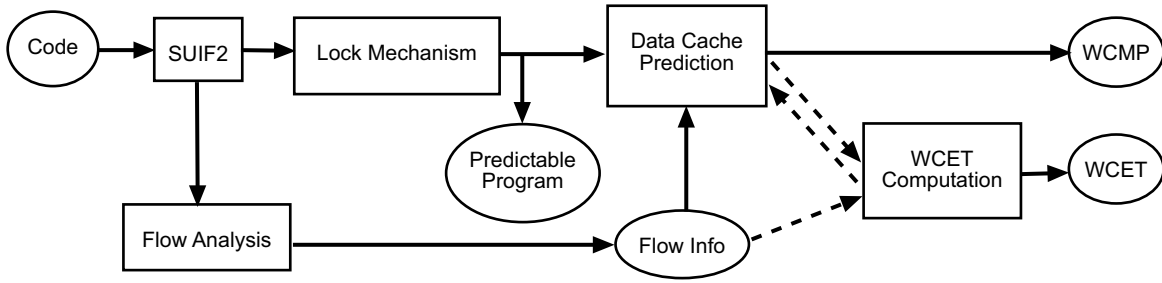 Code
SUIF2
Lock Mechanism
Data Cache
Prediction
WCMP
Predictable
Program
WCET
Computation
WCET
Flow Analysis
Flow Info